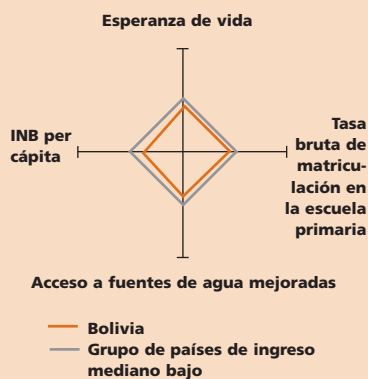 Esperanza de vida
INB per
cápita
Tasa
bruta de
matricu-
lación en
la escuela
primaria
Acceso a fuentes de agua mejoradas
Bolivia
Grupo de países de ingreso
mediano bajo